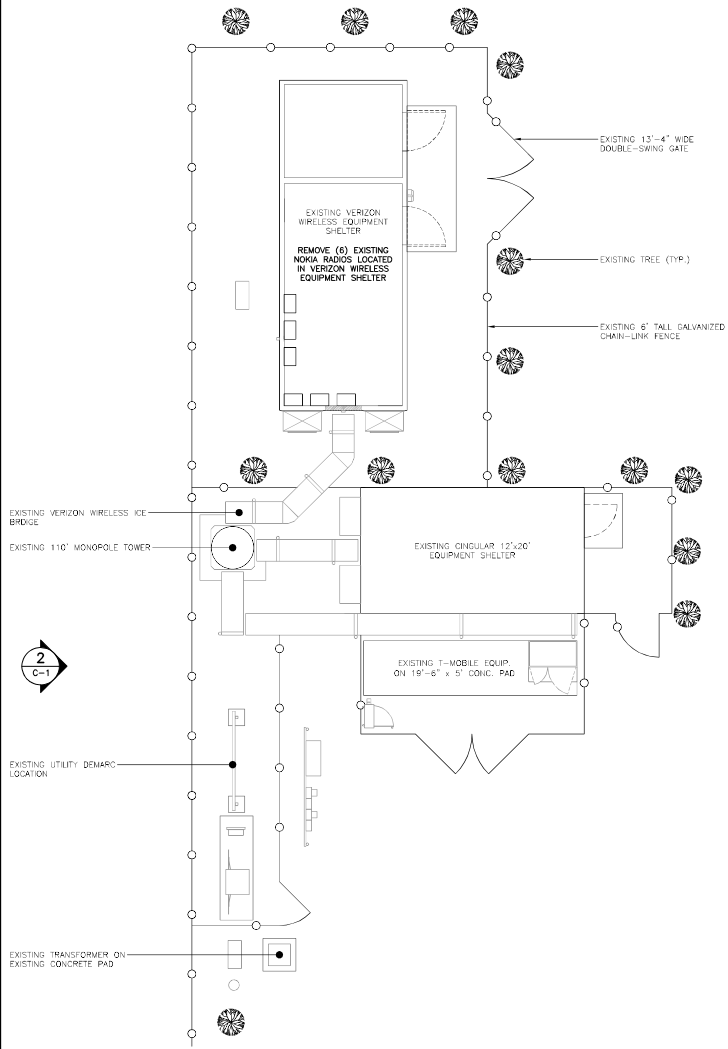 EXISTING 13'-4" WIDE
DOUBLE-SWING GATE
EXISTING VERIZON
WIRELESS EQUIPMENT
SHELTER
REMOVE (6) EXISTING
NOKIA RADIOS LOCATED
IN VERIZON WIRELESS
EQUIPMENT SHELTER
EXISTING TREE (TYP.)
EXISTING 6' TALL GALVANIZED
CHAIN-LINK FENCE
EXISTING VERIZON WIRELESS ICE
BRDIGE
EXISTING 110' MONOPOLE TOWER
EXISTING CINGULAR 12'x20'
EQUIPMENT SHELTER
2
C-1
EXISTING T-MOBILE EQUIP.
ON 19'-6" x 5' CONC. PAD
EXISTING UTILITY DEMARC
LOCATION
EXISTING TRANSFORMER ON
EXISTING CONCRETE PAD